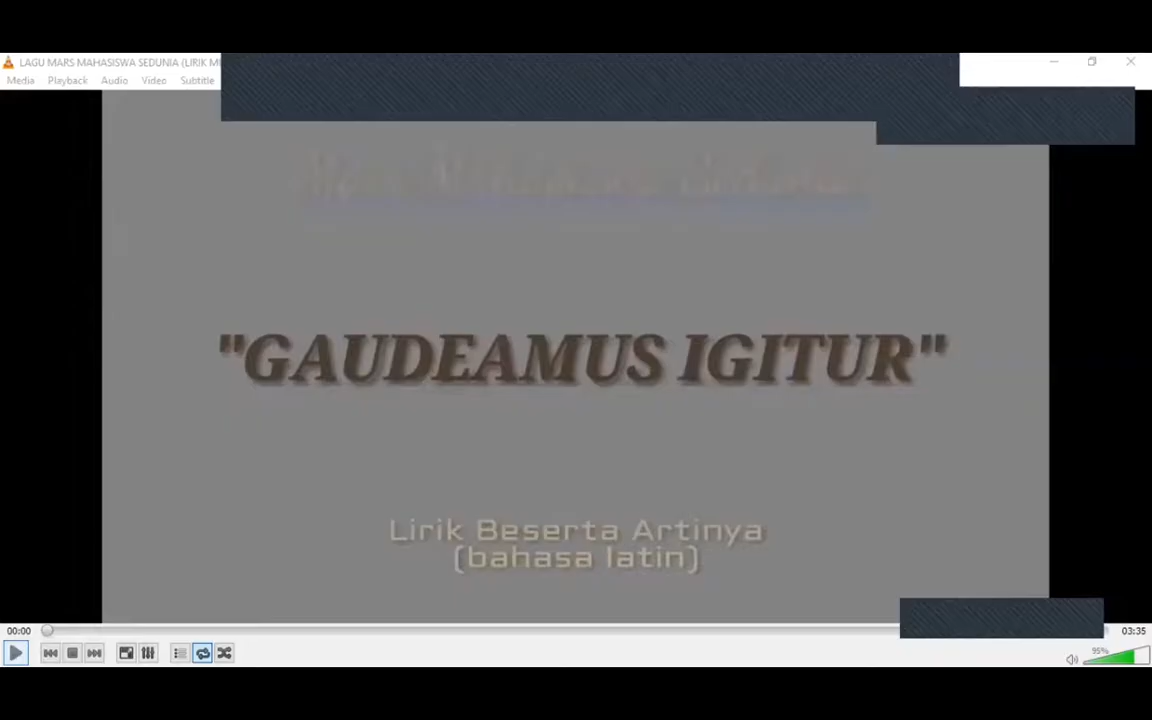 LAGU MARS MAHASISWA SEDUNIA (LIRIK
Media Playback Audio Video Subtitle
"GAUDEAMUS IGITUR"
Lirik Beserta Artinya
(bahasa latin)
00:00
03:35
95%